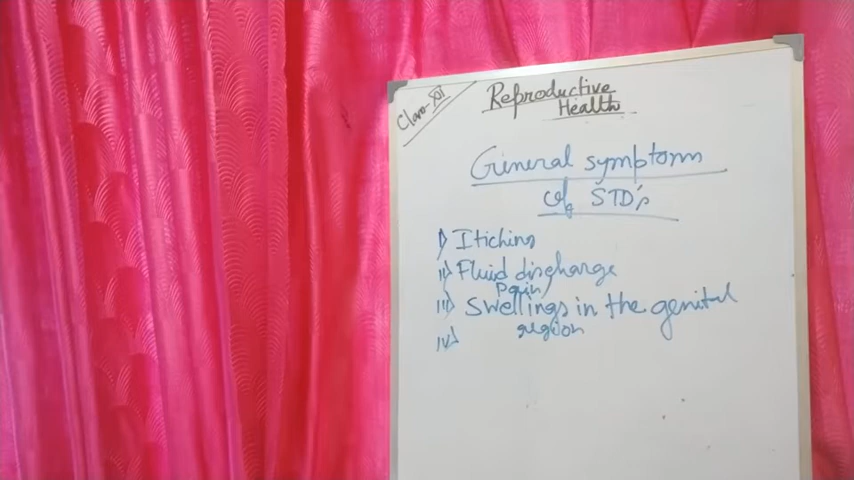 Class-XII
Reproductive
Health
General symptom
of STD's
i) Itiching
ii) Fluid discharge
Pain
iii) Swellings in the genital
region
iv)